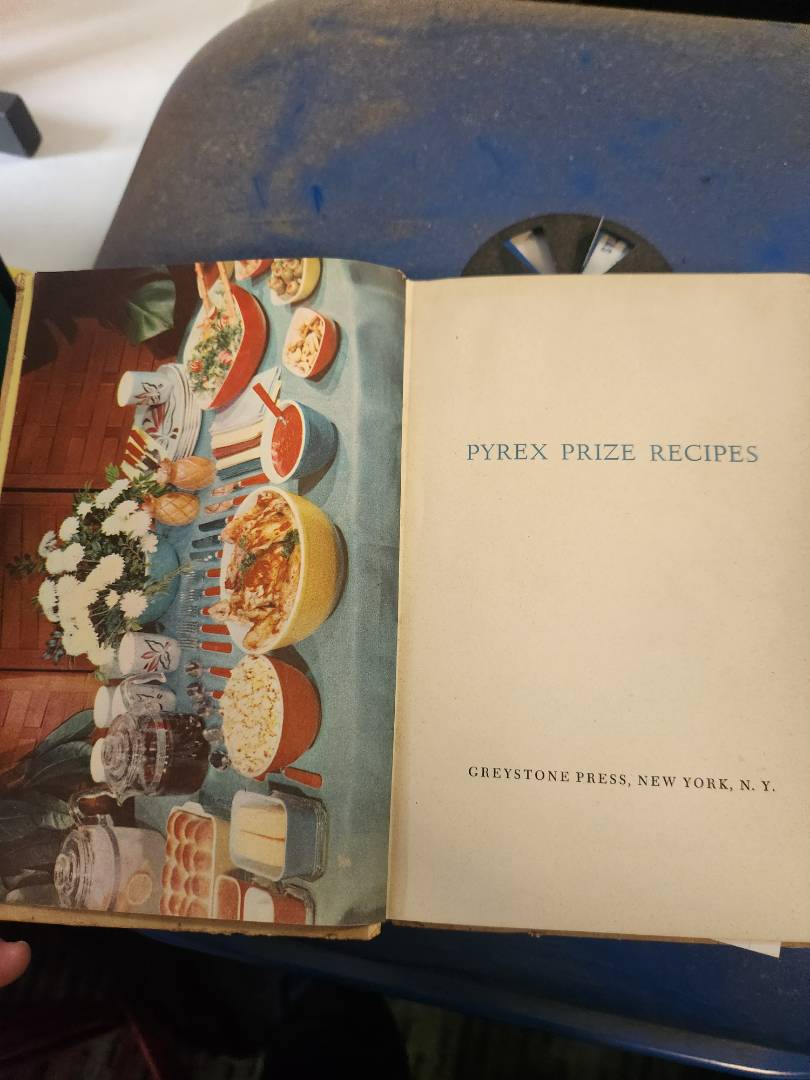 PYREX PRIZE RECIPES
GREYSTONE PRESS, NEW YORK, N. Y.